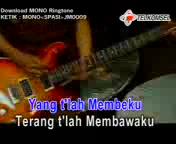 Download MONO Ringtone
KETIK : MONO~SPASI~JM0009
TELKOMSEL
Yang t'lah Membeku
Terang t'lah Membawaku